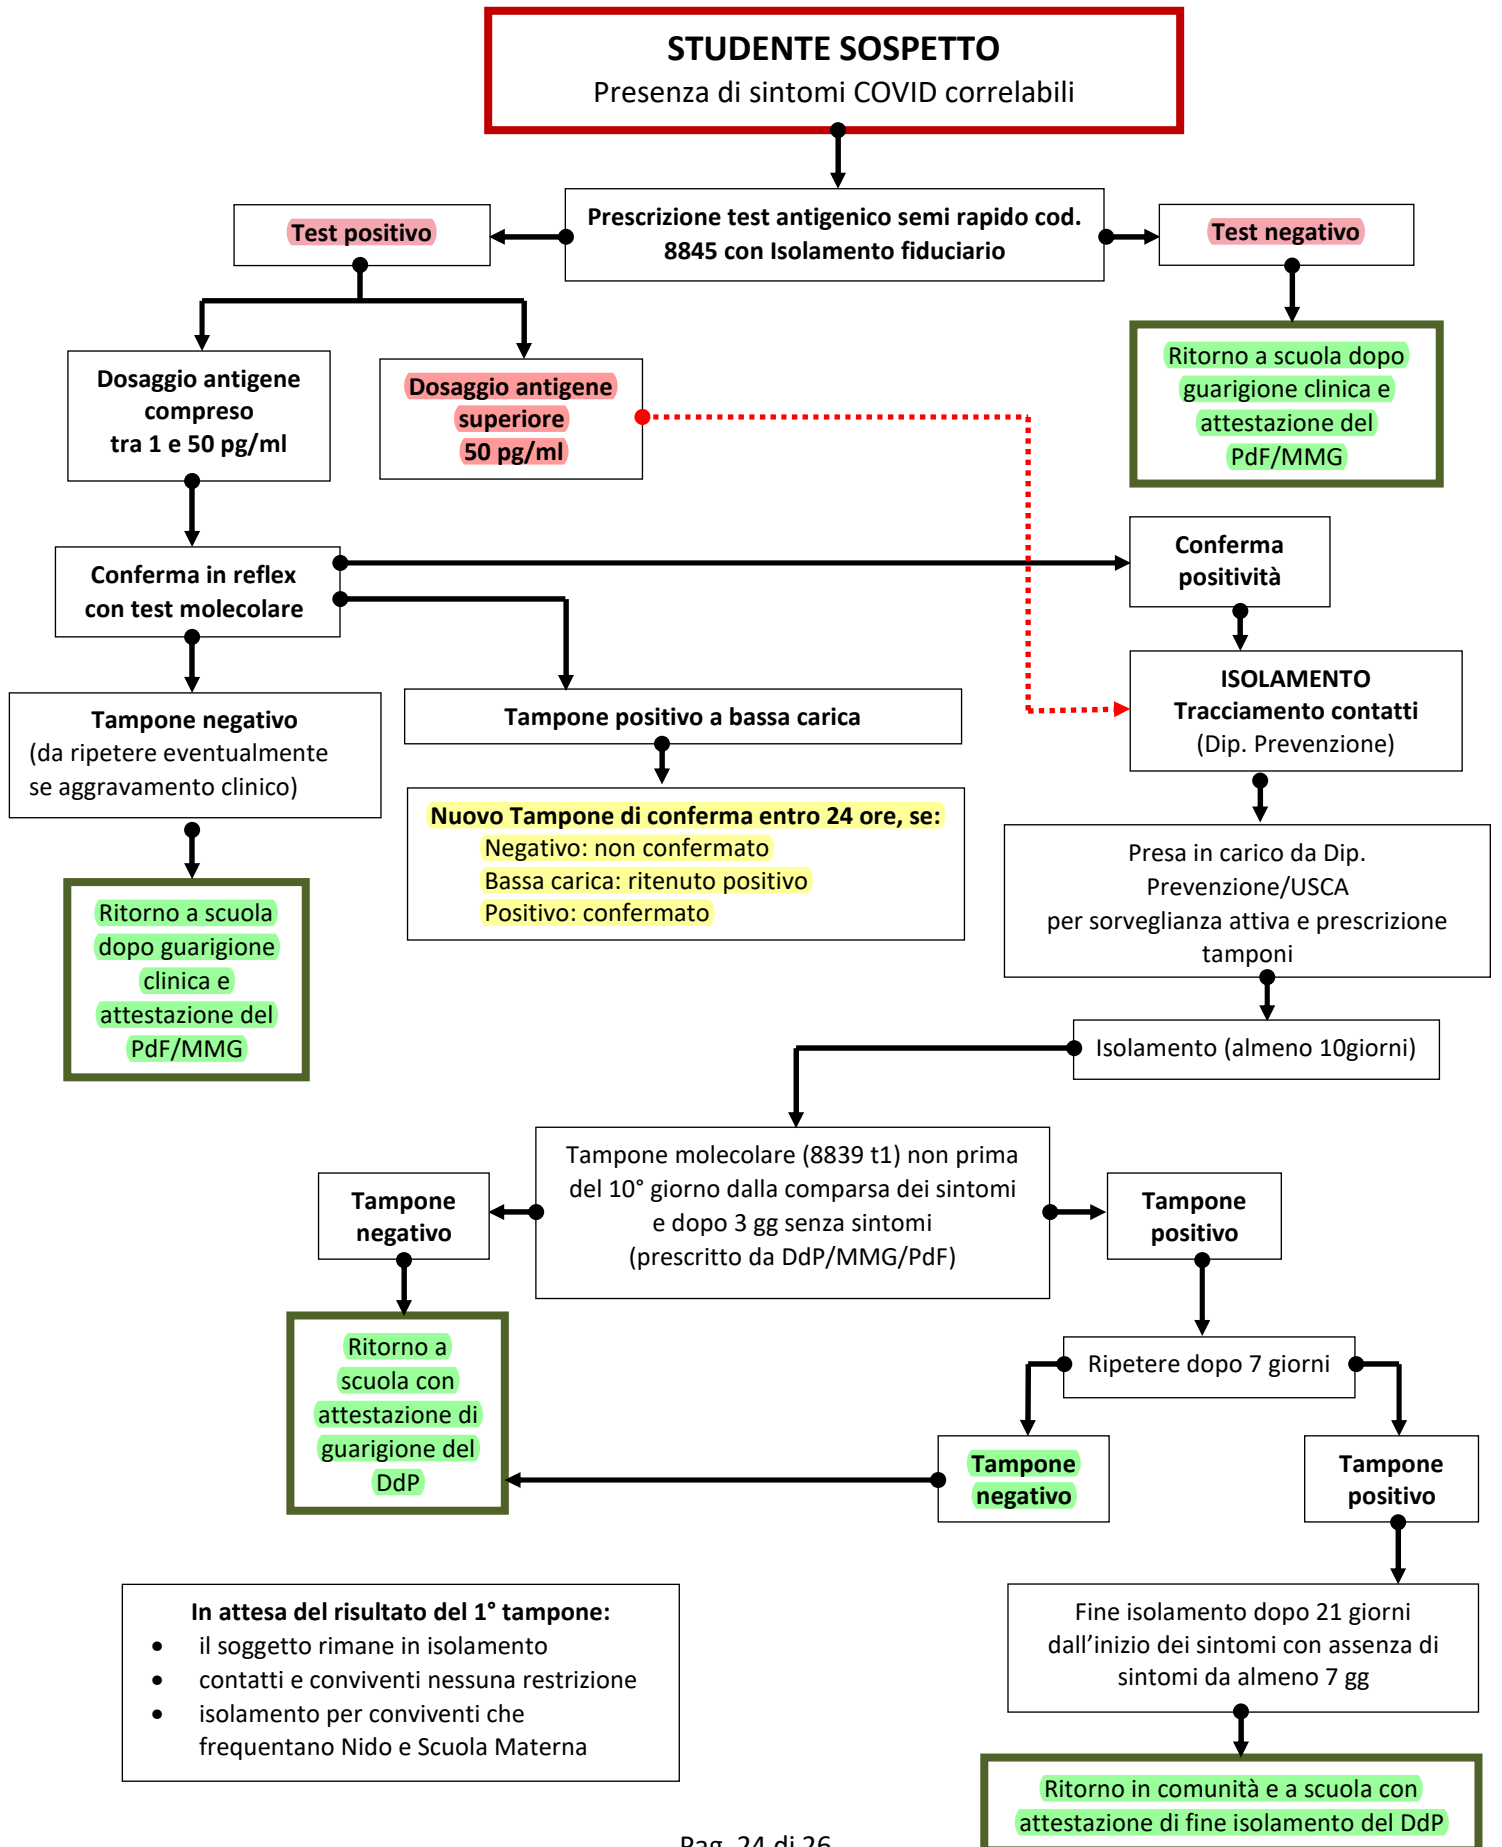 STUDENTE SOSPETTO
Presenza di sintomi COVID correlabili
Test positivo
Prescrizione test antigenico semi rapido cod.
8845 con Isolamento fiduciario
Test negativo
Dosaggio antigene
compreso
tra 1 e 50 pg/ml
Dosaggio antigene
superiore
50 pg/ml
Ritorno a scuola dopo
guarigione clinica e
attestazione del
PdF/MMG
Conferma in reflex
con test molecolare
Conferma
positività
Tampone negativo
(da ripetere eventualmente
se aggravamento clinico)
Tampone positivo a bassa carica
ISOLAMENTO
Tracciamento contatti
(Dip. Prevenzione)
Nuovo Tampone di conferma entro 24 ore, se:
Negativo: non confermato
Bassa carica: ritenuto positivo
Positivo: confermato
Presa in carico da Dip.
Prevenzione/USCA
per sorveglianza attiva e prescrizione
tamponi
Ritorno a scuola
dopo guarigione
clinica e
attestazione del
PdF/MMG
Isolamento (almeno 10giorni)
Tampone
negativo
Tampone molecolare (8839 t1) non prima
del 10° giorno dalla comparsa dei sintomi
e dopo 3 gg senza sintomi
(prescritto da DdP/MMG/PdF)
Tampone
positivo
Ritorno a
scuola con
attestazione di
guarigione del
DdP
Ripetere dopo 7 giorni
Tampone
negativo
Tampone
positivo
In attesa del risultato del 1° tampone:
• il soggetto rimane in isolamento
• contatti e conviventi nessuna restrizione
• isolamento per conviventi che
frequentano Nido e Scuola Materna
Fine isolamento dopo 21 giorni
dall'inizio dei sintomi con assenza di
sintomi da almeno 7 gg
Ritorno in comunità e a scuola con
attestazione di fine isolamento del DdP
Pag. 24 di 26